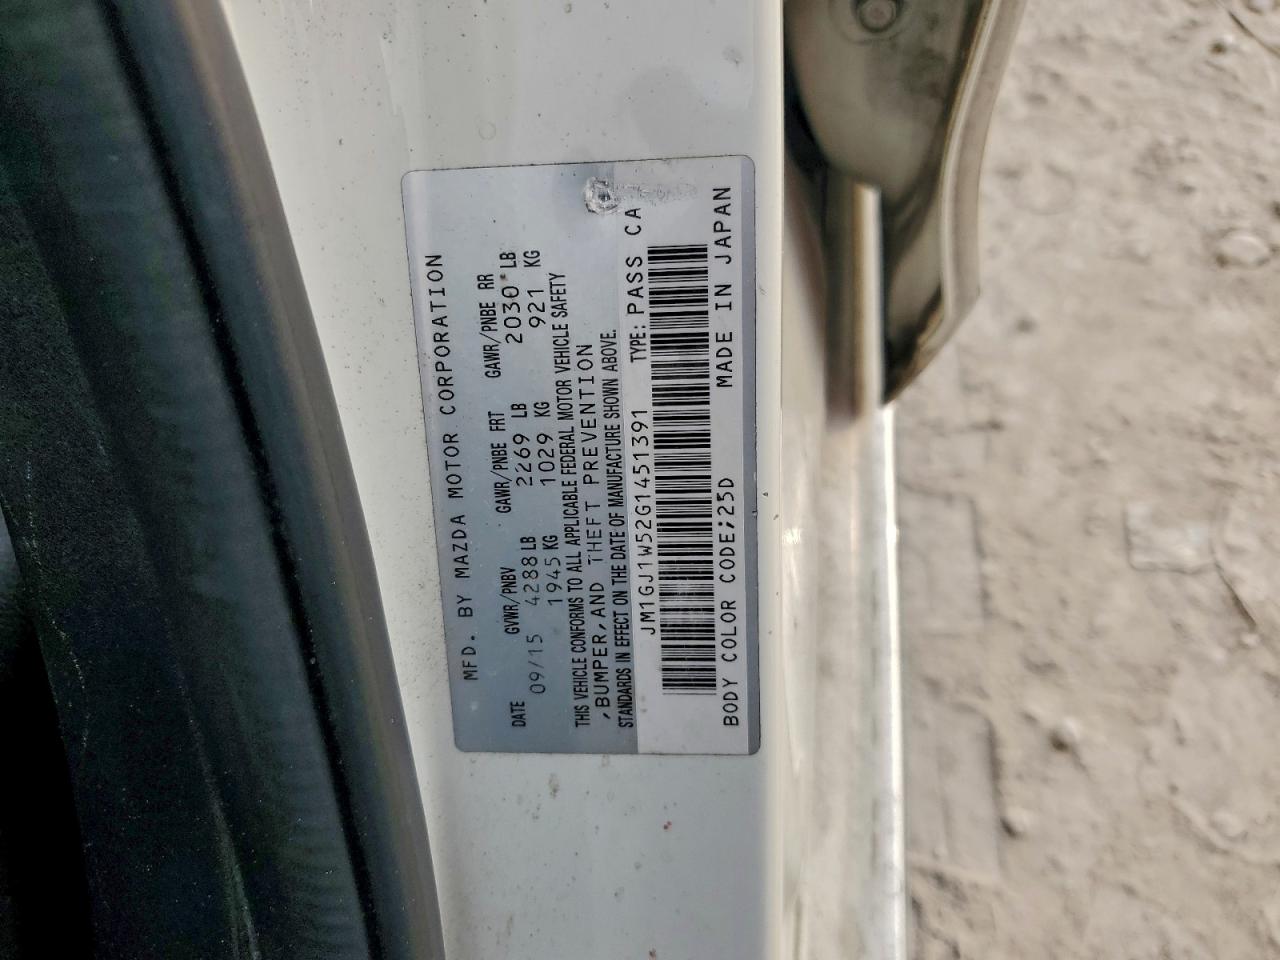 MFD. BY MAZDA MOTOR CORPORATION
DATE GVWR/PNBV GAWR/PNBE FRT GAWR/PNBE RR
09/15 4288 LB 2269 LB 2030 LB
1945 KG 1029 KG 921 KG
THIS VEHICLE CONFORMS TO ALL APPLICABLE FEDERAL MOTOR VEHICLE SAFETY
,BUMPER,AND THEFT PREVENTION
STANDARDS IN EFFECT ON THE DATE OF MANUFACTURE SHOWN ABOVE.
JM1GJ1W52G1451391 TYPE: PASS CA
BODY COLOR CODE;25D MADE IN JAPAN